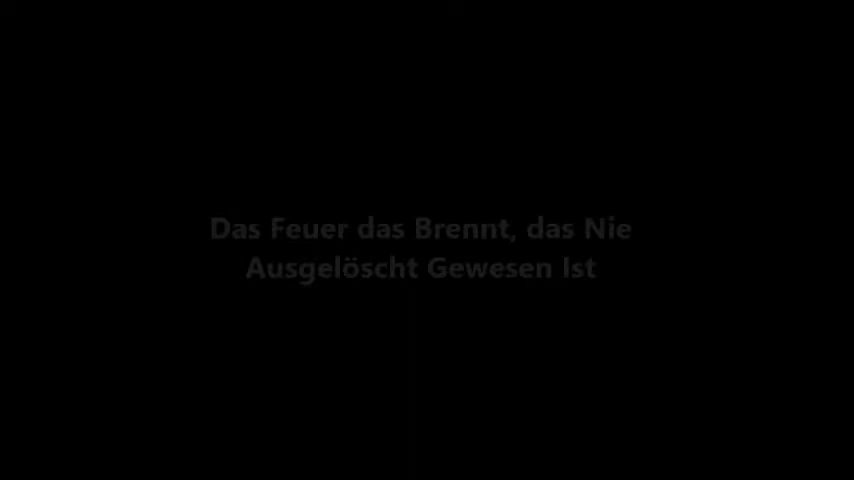 Das Feuer das Brennt, das Nie
Ausgelöscht Gewesen Ist